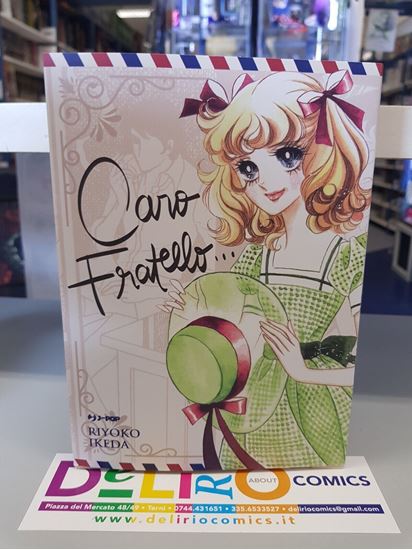 Caro
Fratello...
J-POP
RIYOKO
IKEDA
DELIRIO
ABOUT
COMICS
Piazza del Mercato 48/49 - Terni • 0744.431651 • 335.6533527 • deliriocomics@gmail.com
www.deliriocomics.it